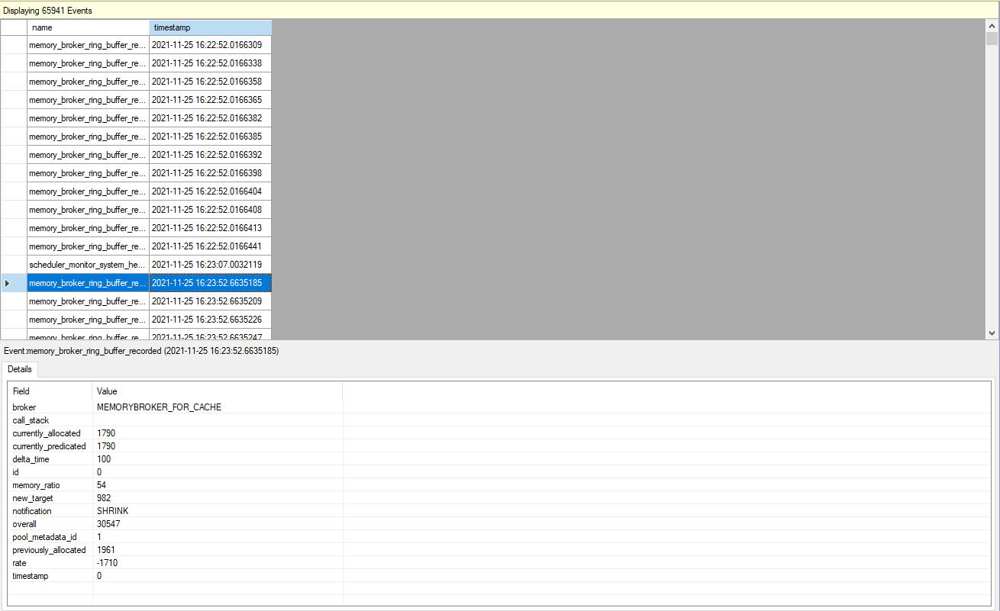 Displaying 65941 Events
name timestamp
memory_broker_ring_buffer_re... 2021-11-25 16:22:52.0166309
memory_broker_ring_buffer_re... 2021-11-25 16:22:52.0166338
memory_broker_ring_buffer_re... 2021-11-25 16:22:52.0166358
memory_broker_ring_buffer_re... 2021-11-25 16:22:52.0166365
memory_broker_ring_buffer_re... 2021-11-25 16:22:52.0166382
memory_broker_ring_buffer_re... 2021-11-25 16:22:52.0166385
memory_broker_ring_buffer_re... 2021-11-25 16:22:52.0166392
memory_broker_ring_buffer_re... 2021-11-25 16:22:52.0166398
memory_broker_ring_buffer_re... 2021-11-25 16:22:52.0166404
memory_broker_ring_buffer_re... 2021-11-25 16:22:52.0166408
memory_broker_ring_buffer_re... 2021-11-25 16:22:52.0166413
memory_broker_ring_buffer_re... 2021-11-25 16:22:52.0166441
scheduler_monitor_system_he... 2021-11-25 16:23:07.0032119
memory_broker_ring_buffer_re... 2021-11-25 16:23:52.6635185
memory_broker_ring_buffer_re... 2021-11-25 16:23:52.6635209
memory_broker_ring_buffer_re... 2021-11-25 16:23:52.6635226
memory_broker_ring_buffer_re... 2021-11-25 16:23:52.6635247
Event:memory_broker_ring_buffer_recorded (2021-11-25 16:23:52.6635185)
Details
Field Value
broker MEMORYBROKER_FOR_CACHE
call_stack
currently_allocated 1790
currently_predicated 1790
delta_time 100
id 0
memory_ratio 54
new_target 982
notification SHRINK
overall 30547
pool_metadata_id 1
previously_allocated 1961
rate -1710
timestamp 0